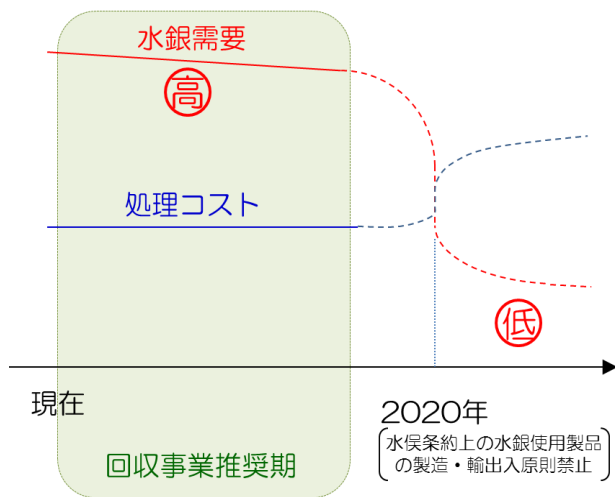 水銀需要
高
処理コスト
低
現在
2020年
水俣条約上の水銀使用製品
の製造・輸出入原則禁止
回収事業推奨期